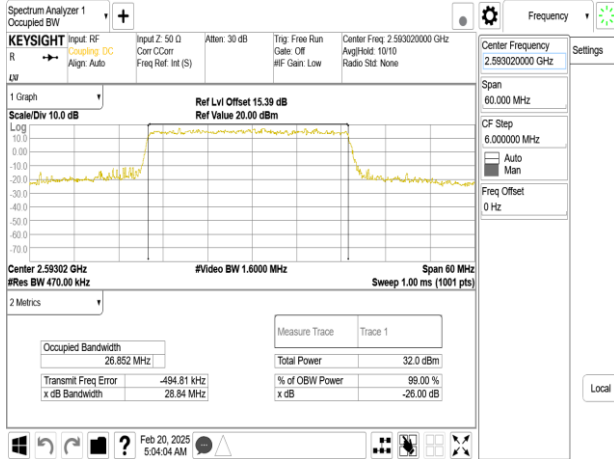 Spectrum Analyzer 1
Occupied BW
+
Frequency
KEYSIGHT
R
Input: RF
Coupling: DC
Align: Auto
Input Z: 50 Ω
Corr CCorr
Freq Ref: Int (S)
Atten: 30 dB
Trig: Free Run
Gate: Off
#IF Gain: Low
Center Freq: 2.593020000 GHz
Avg|Hold: 10/10
Radio Std: None
Center Frequency
2.593020000 GHz
Settings
Span
60.000 MHz
CF Step
6.000000 MHz
Auto
Man
Freq Offset
0 Hz
Local
1 Graph
Scale/Div 10.0 dB
Ref Lvl Offset 15.39 dB
Ref Value 20.00 dBm
Log
10.0
0.00
-10.0
-20.0
-30.0
-40.0
-50.0
-60.0
-70.0
Center 2.59302 GHz
#Video BW 1.6000 MHz
Span 60 MHz
#Res BW 470.00 kHz
Sweep 1.00 ms (1001 pts)
2 Metrics
Measure Trace
Trace 1
Occupied Bandwidth
26.852 MHz
Total Power
32.0 dBm
Transmit Freq Error
-494.81 kHz
% of OBW Power
99.00 %
x dB Bandwidth
28.84 MHz
x dB
-26.00 dB
?
Feb 20, 2025
5:04:04 AM